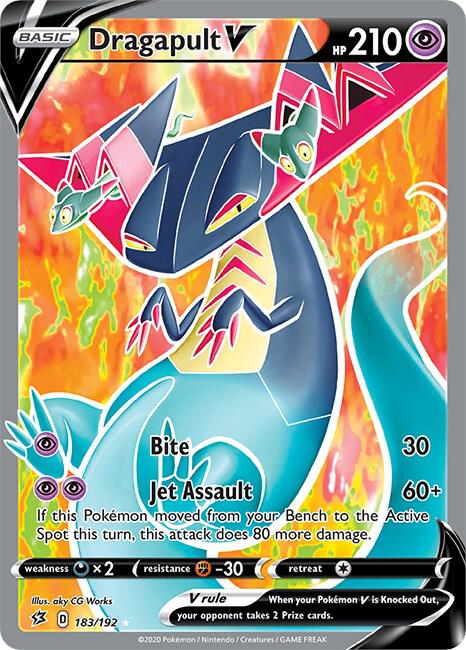 BASIC Dragapult V HP 210
Bite 30
Jet Assault 60+
If this Pokémon moved from your Bench to the Active
Spot this turn, this attack does 80 more damage.
weakness ×2 resistance -30 retreat
Illus. aky CG Works
V rule When your Pokémon V is Knocked Out,
your opponent takes 2 Prize cards.
D 183/192
©2020 Pokémon / Nintendo / Creatures / GAME FREAK